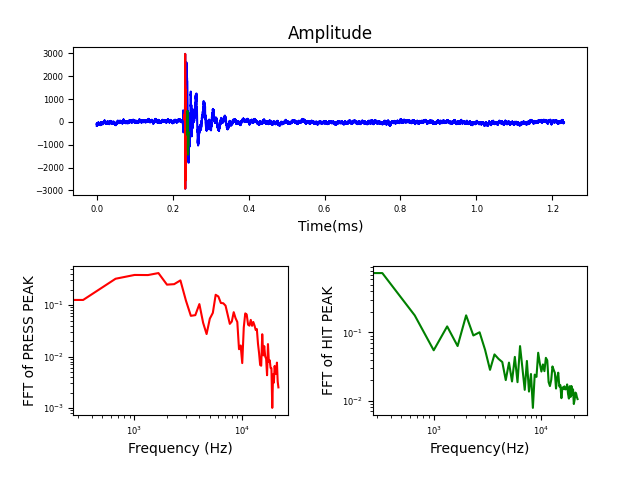 Amplitude
3000
2000
1000
0
−1000
−2000
−3000
0.0 0.2 0.4 0.6 0.8 1.0 1.2
Time(ms)
FFT of PRESS PEAK
10⁻¹
10⁻²
10⁻³
10³ 10⁴
Frequency (Hz)
FFT of HIT PEAK
10⁻¹
10⁻²
10³ 10⁴
Frequency(Hz)